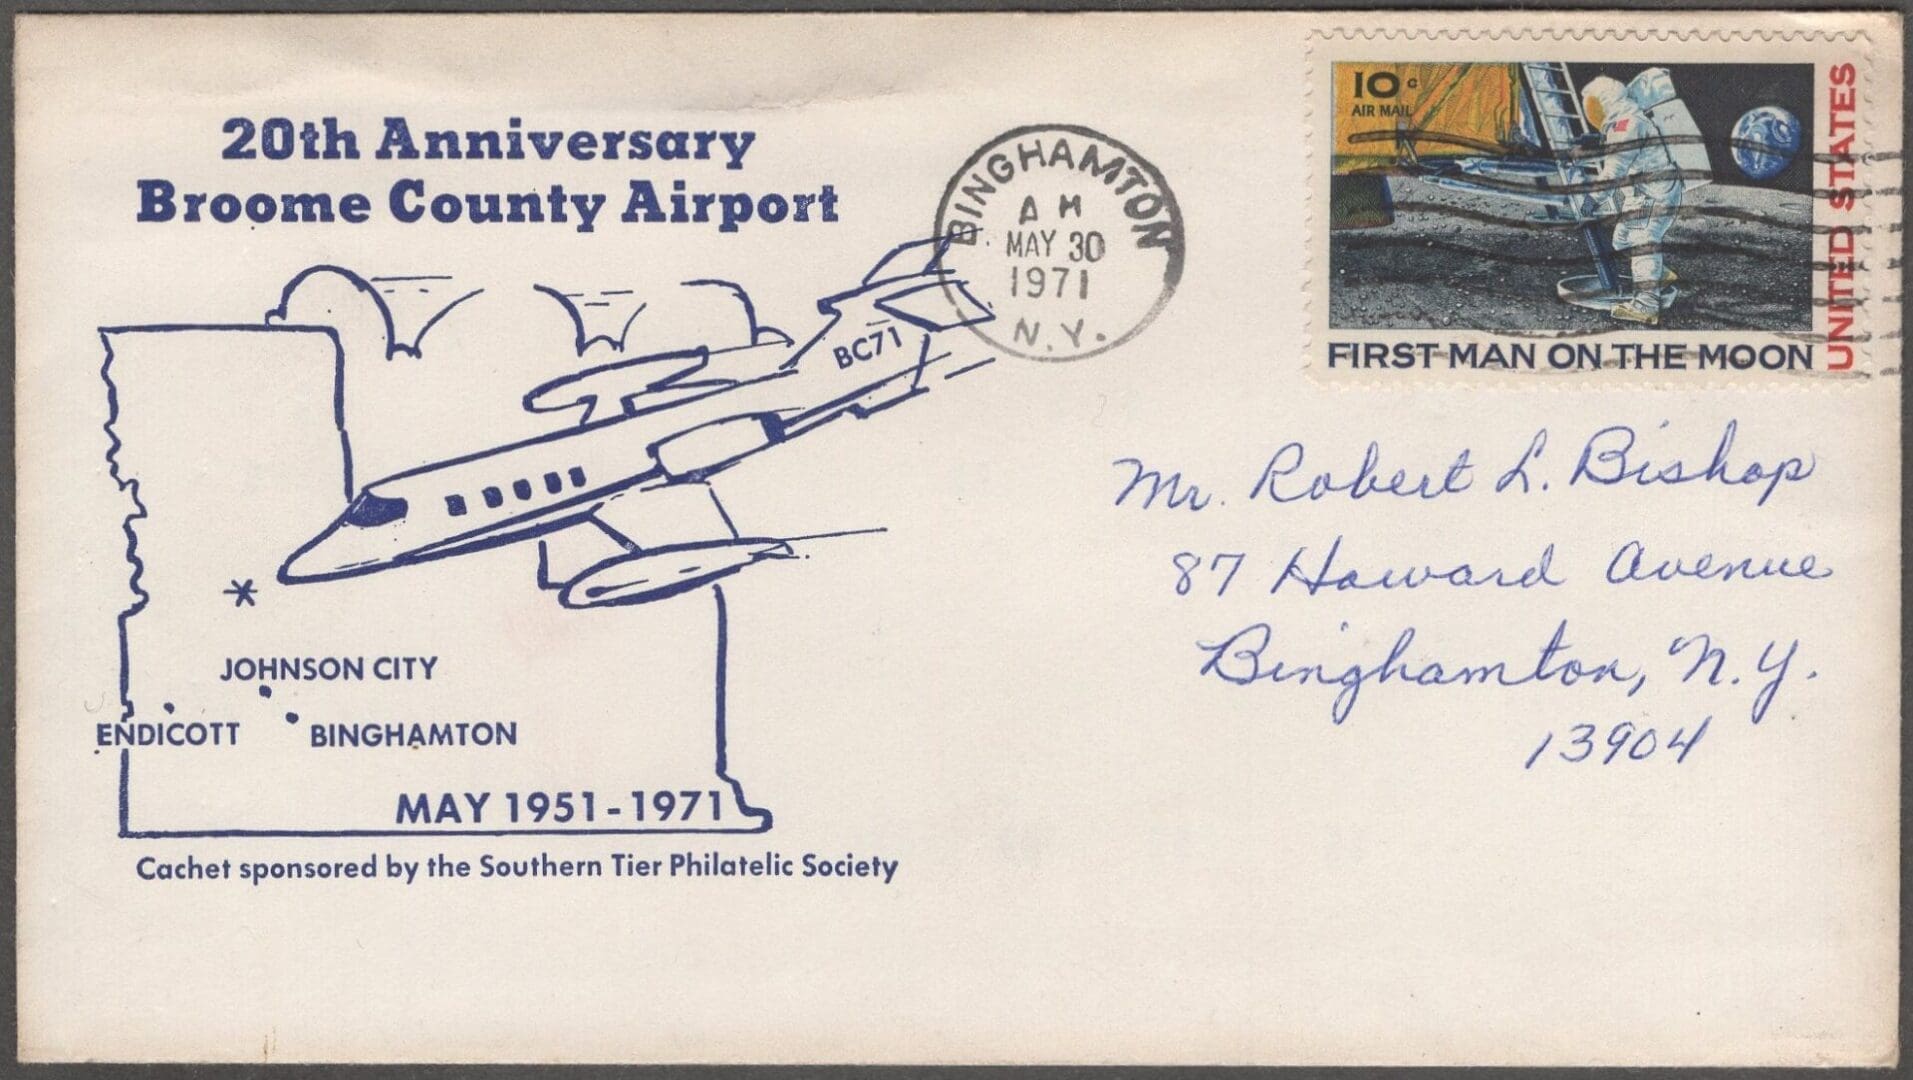 20th Anniversary
Broome County Airport
BC71
JOHNSON CITY
ENDICOTT
BINGHAMTON
MAY 1951-1971
Cachet sponsored by the Southern Tier Philatelic Society
BINGHAMTON
A M
MAY 30
1971
N.Y.
10c
AIR MAIL
UNITED STATES
FIRST MAN ON THE MOON
Mr. Robert L. Bishop
87 Howard Avenue
Binghamton, N.Y.
13904